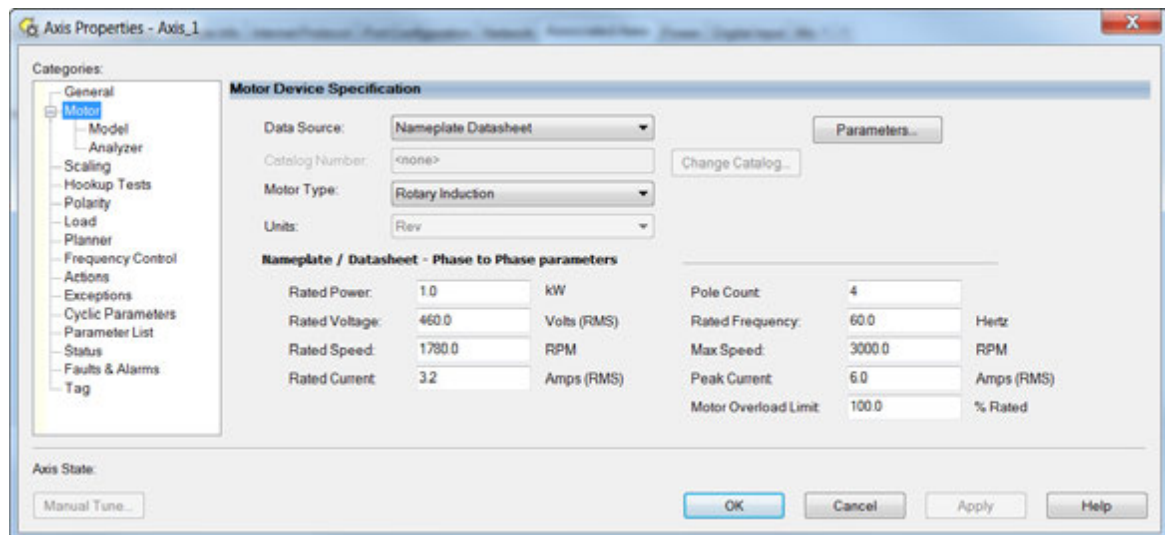 Axis Properties - Axis_1
X
Categories:
General
Motor
Model
Analyzer
Scaling
Hookup Tests
Polarity
Load
Planner
Frequency Control
Actions
Exceptions
Cyclic Parameters
Parameter List
Status
Faults & Alarms
Tag
Motor Device Specification
Data Source: Nameplate Datasheet Parameters...
Catalog Number: <none> Change Catalog...
Motor Type: Rotary Induction
Units: Rev
Nameplate / Datasheet - Phase to Phase parameters
Rated Power: 1.0 kW Pole Count: 4
Rated Voltage: 460.0 Volts (RMS) Rated Frequency: 60.0 Hertz
Rated Speed: 1780.0 RPM Max Speed: 3000.0 RPM
Rated Current: 3.2 Amps (RMS) Peak Current: 6.0 Amps (RMS)
Motor Overload Limit: 100.0 % Rated
Axis State:
Manual Tune... OK Cancel Apply Help